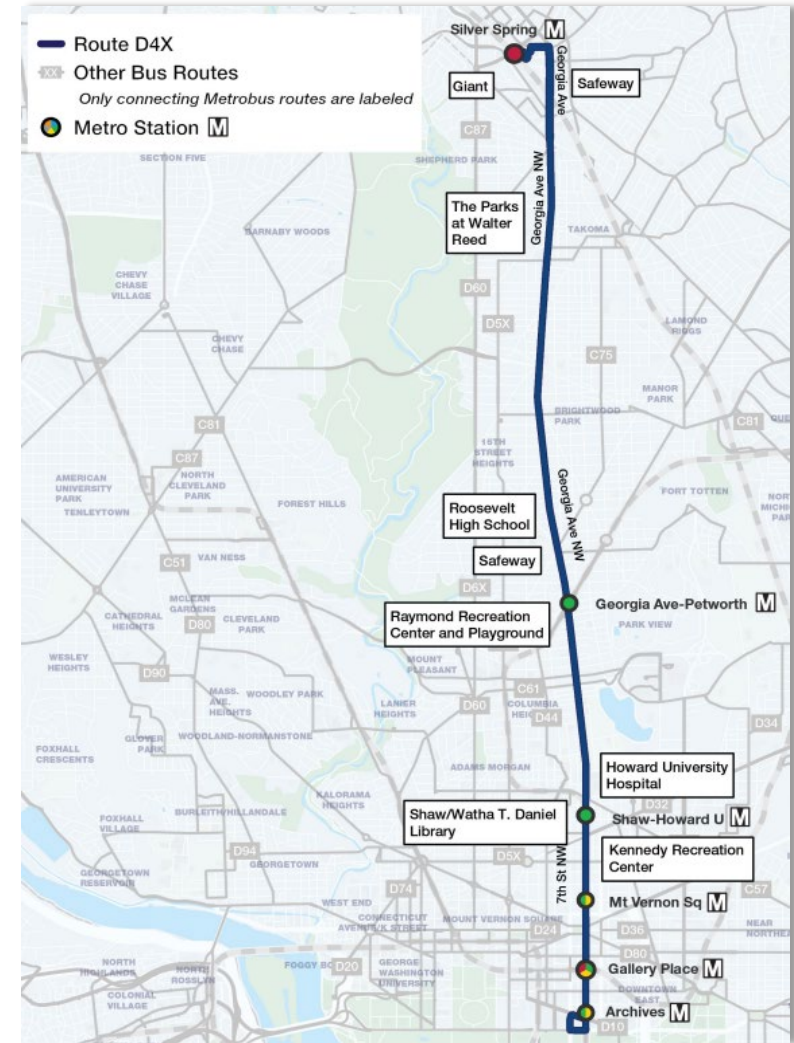 Silver Spring M
Route D4X
XX Other Bus Routes
Only connecting Metrobus routes are labeled
Metro Station M
Georgia Ave
Giant
Safeway
C87
SECTION FIVE
SHEPHERD PARK
Georgia Ave NW
The Parks
at Walter
Reed
BARNABY WOODS
TAKOMA
CHEVY
CHASE
VILLAGE
D60
D5X
LAMOND
RIGGS
CHEVY
CHASE
C75
MANOR
PARK
BRIGHTWOOD
PARK
C81
C81
16TH
STREET
HEIGHTS
C87
NORTH
CLEVELAND
PARK
AMERICAN
UNIVERSITY
PARK
TENLEYTOWN
FOREST HILLS
Georgia Ave NW
FORT TOTTEN
Roosevelt
High School
Safeway
VAN NESS
C51
D6X
MCLEAN
GARDENS
CATHEDRAL
HEIGHTS
D80
CLEVELAND
PARK
Georgia Ave-Petworth M
Raymond Recreation
Center and Playground
PARK VIEW
WESLEY
HEIGHTS
D90
MOUNT
PLEASANT
MASS.
AVE.
HEIGHTS
WOODLEY PARK
C61
D60
COLUMBIA
D44
LANIER
HEIGHTS
D34
GLOVER
PARK
WOODLAND-NORMANSTONE
FOXHALL
CRESCENTS
ADAMS MORGAN
Howard University
Hospital
KALORAMA
HEIGHTS
D32
BURLEITH/HILLANDALE
FOXHALL
VILLAGE
Shaw/Watha T. Daniel
Library
Shaw-Howard U M
Kennedy Recreation
Center
D94
GEORGETOWN
D5X
7th St NW
GEORGETOWN
RESERVOIR
D74
C57
WEST END
Mt Vernon Sq M
CONNECTICUT
AVENUE/K STREET
MOUNT VERNON SQUARE
D24
D36
NEAR
D80
NORTH
HIGHLANDS
NORTH
ROSSLYN
FOGGY
D20
GEORGE
WASHINGTON
UNIVERSITY
Gallery Place M
DOWNTOWN
EAST
COLONIAL
VILLAGE
Archives M
D10